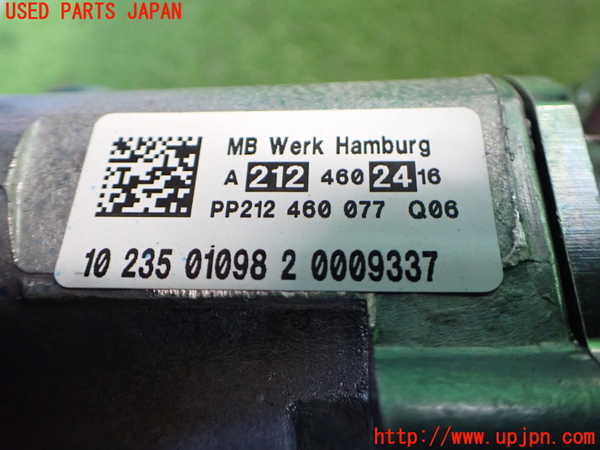 USED PARTS JAPAN
MB Werk Hamburg
A 212 460 24 16
PP212 460 077 Q06
10 235 01098 2 0009337
http://www.upjpn.com/